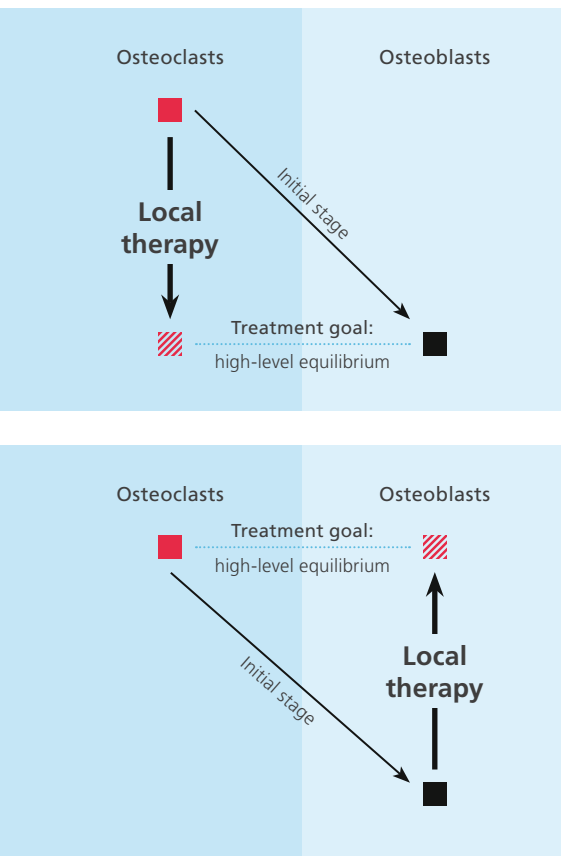 Osteoclasts Osteoblasts
Initial stage
Local
therapy
Treatment goal:
high-level equilibrium
Osteoclasts Osteoblasts
Treatment goal:
high-level equilibrium
Initial stage
Local
therapy